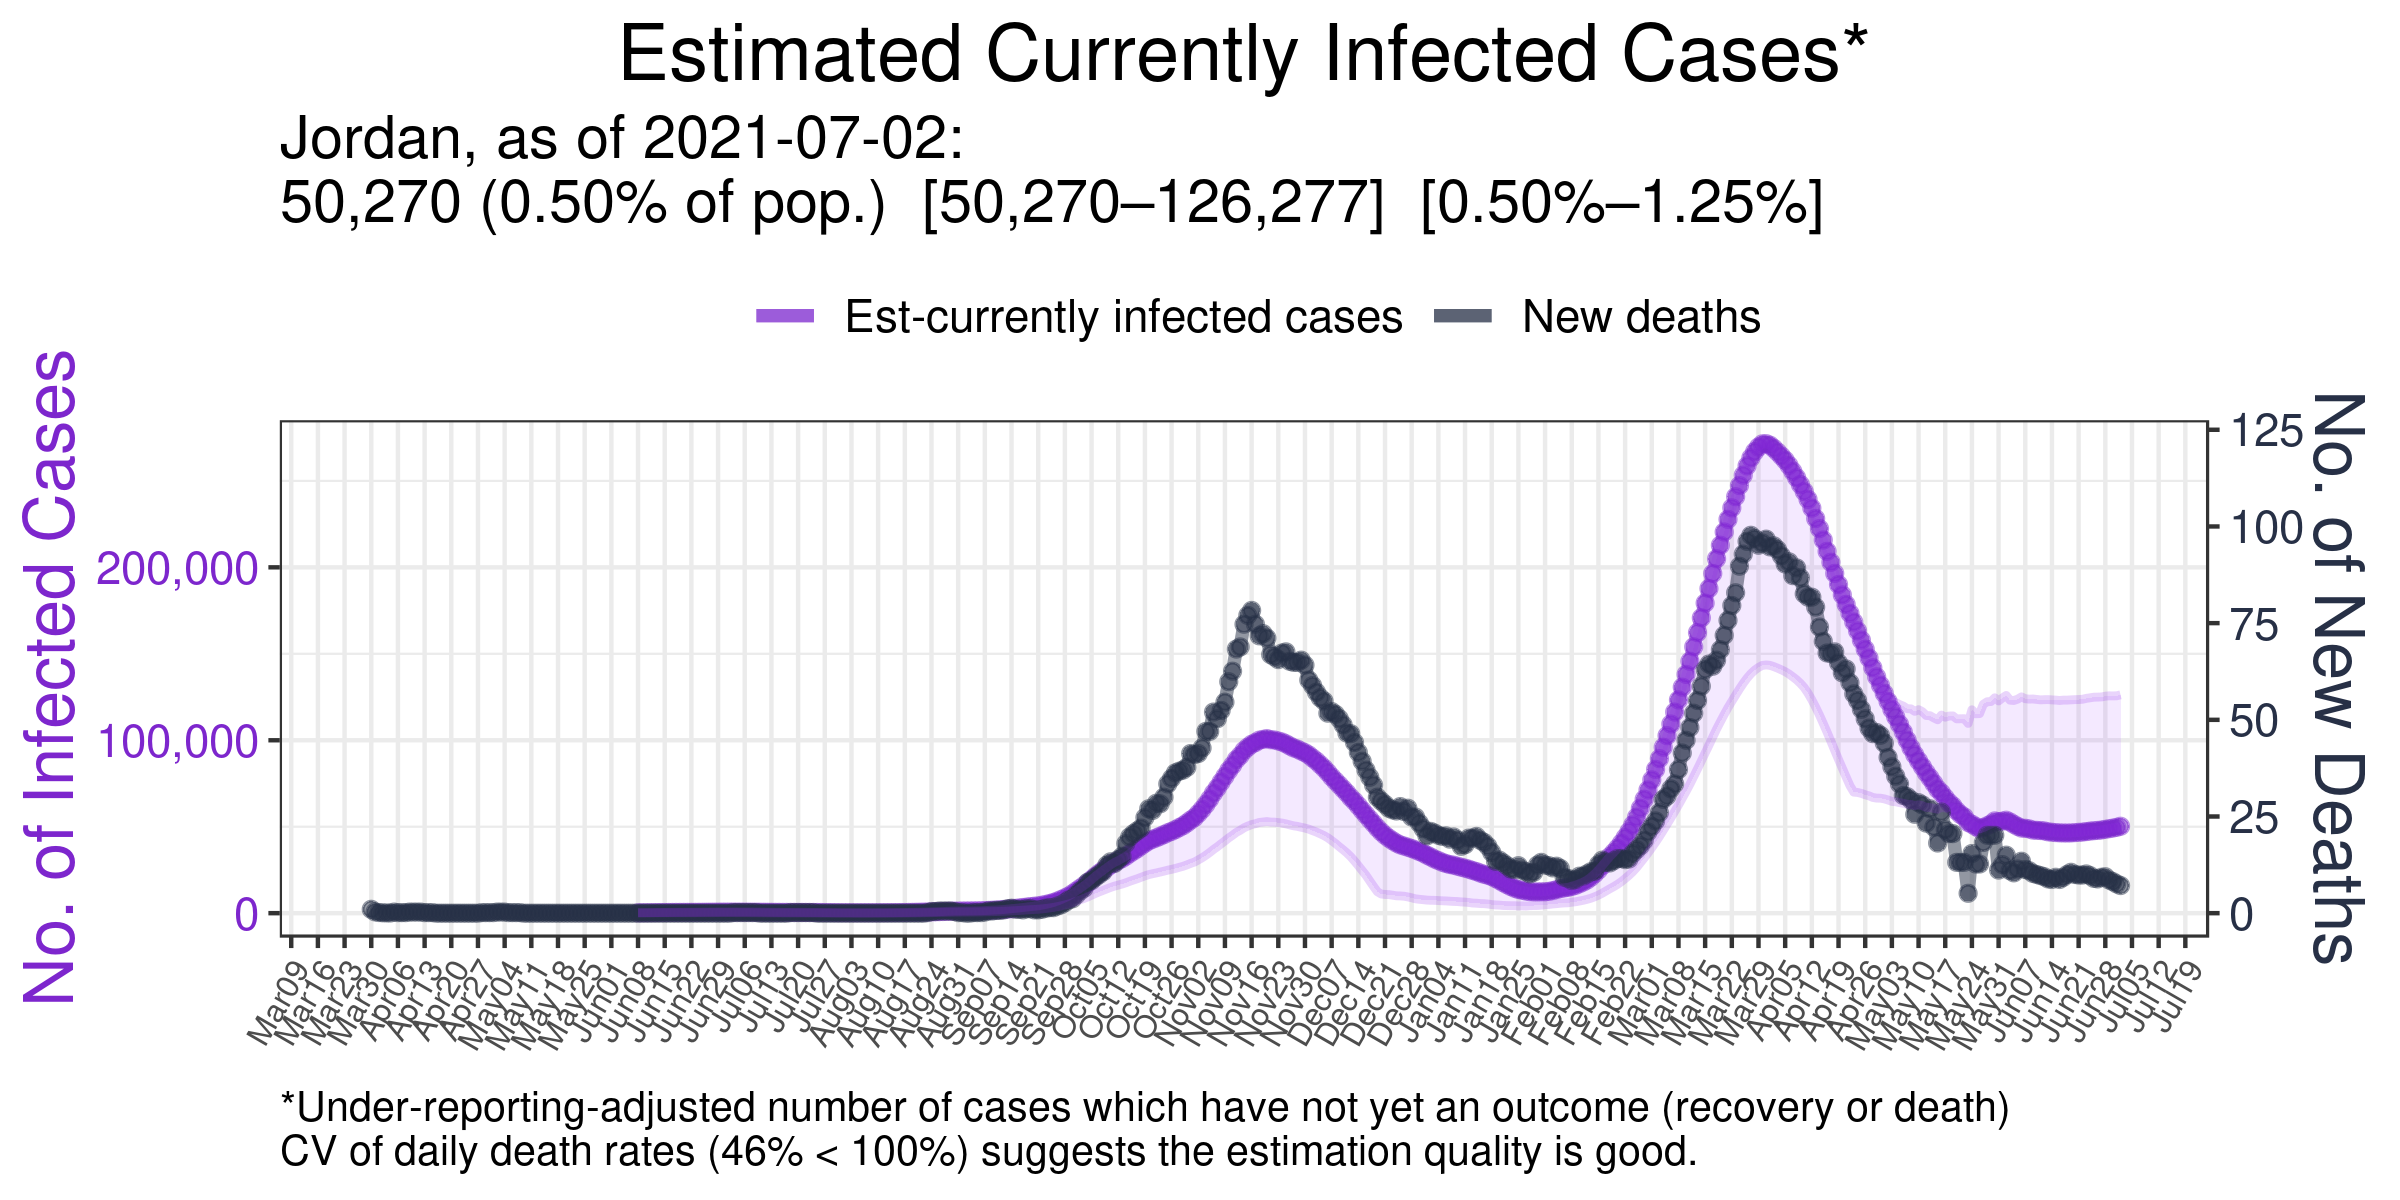 Estimated Currently Infected Cases*
Jordan, as of 2021-07-02:
50,270 (0.50% of pop.) [50,270–126,277] [0.50%–1.25%]
Est-currently infected cases
New deaths
No. of Infected Cases
200,000
100,000
0
125
100
75
50
25
0
No. of New Deaths
Mar09
Mar16
Mar23
Mar30
Apr06
Apr13
Apr20
Apr27
May04
May11
May18
May25
Jun01
Jun08
Jun15
Jun22
Jun29
Jul06
Jul13
Jul20
Jul27
Aug03
Aug10
Aug17
Aug24
Aug31
Sep07
Sep14
Sep21
Sep28
Oct05
Oct12
Oct19
Oct26
Nov02
Nov09
Nov16
Nov23
Nov30
Dec07
Dec14
Dec21
Dec28
Jan04
Jan11
Jan18
Jan25
Feb01
Feb08
Feb15
Feb22
Mar01
Mar08
Mar15
Mar22
Mar29
Apr05
Apr12
Apr19
Apr26
May03
May10
May17
May24
May31
Jun07
Jun14
Jun21
Jun28
Jul05
Jul12
Jul19
*Under-reporting-adjusted number of cases which have not yet an outcome (recovery or death)
CV of daily death rates (46% < 100%) suggests the estimation quality is good.